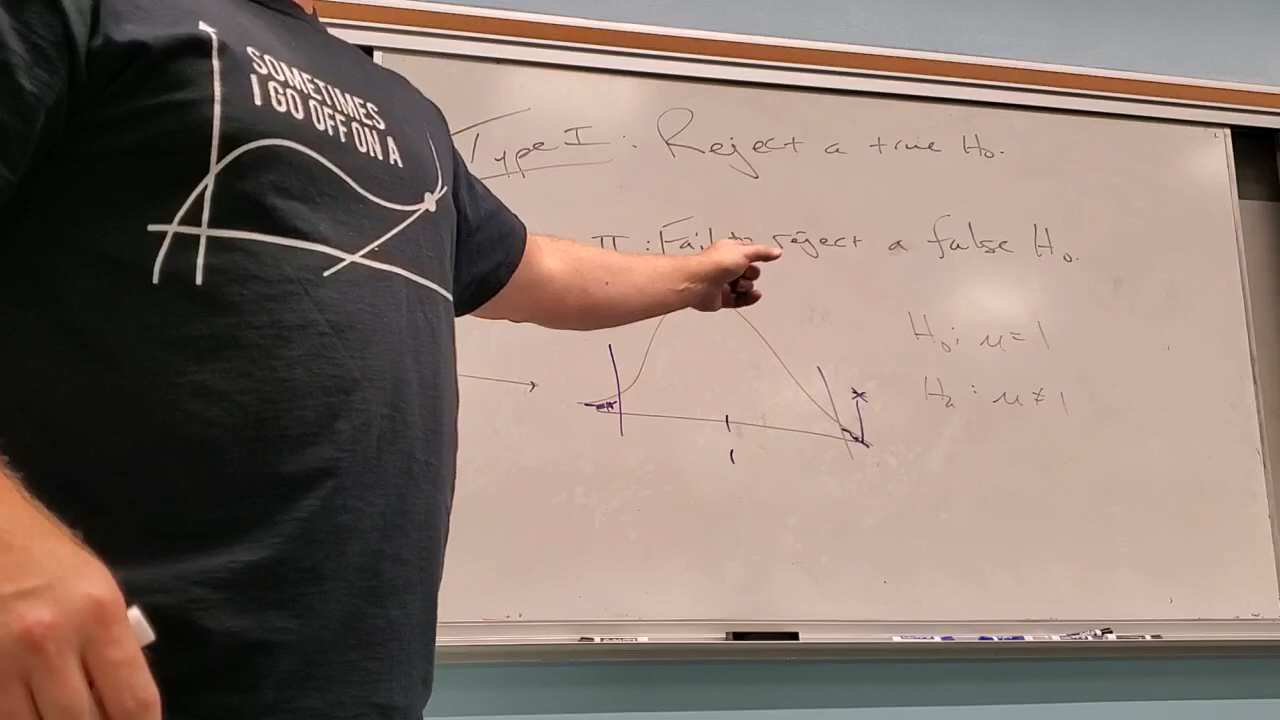 SOMETIMES
I GO OFF ON A
Type I : Reject a true H₀.
II : Fail to reject a false H₀.
H₀: μ = 1
Hₐ : μ ≠ 1
1